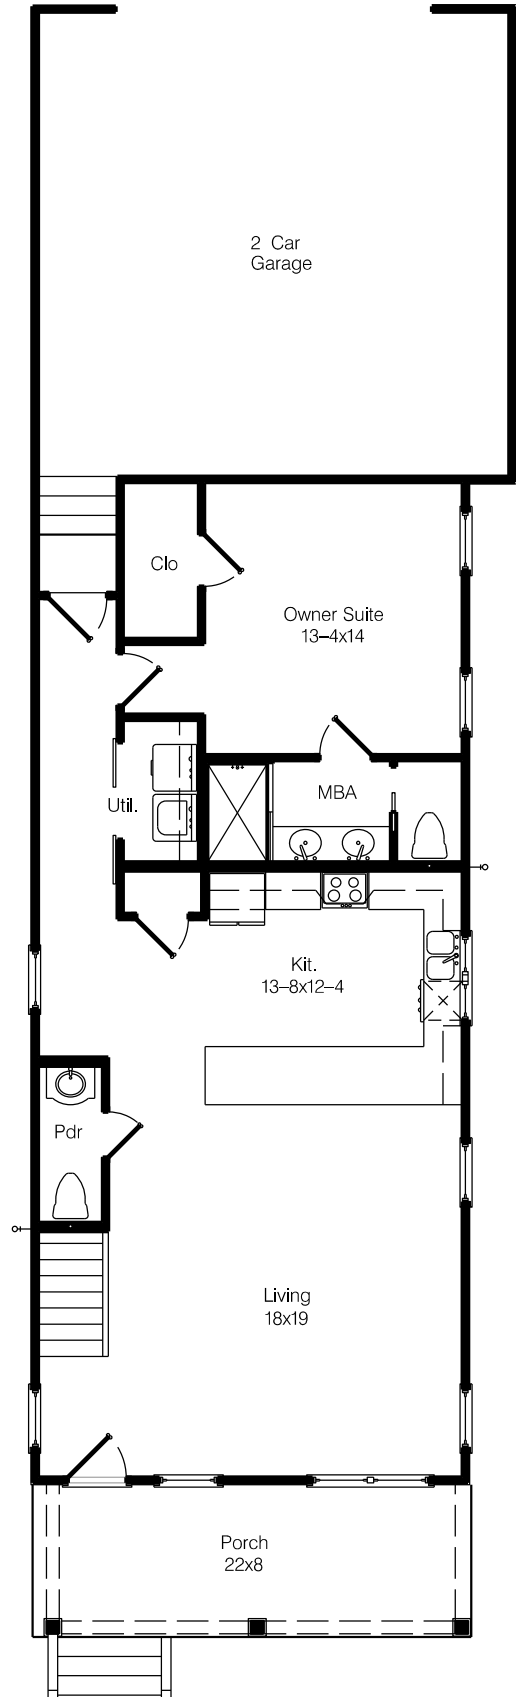 2 Car
Garage
Clo
Owner Suite
13–4x14
MBA
Util.
Kit.
13–8x12–4
Pdr
Living
18x19
Porch
22x8